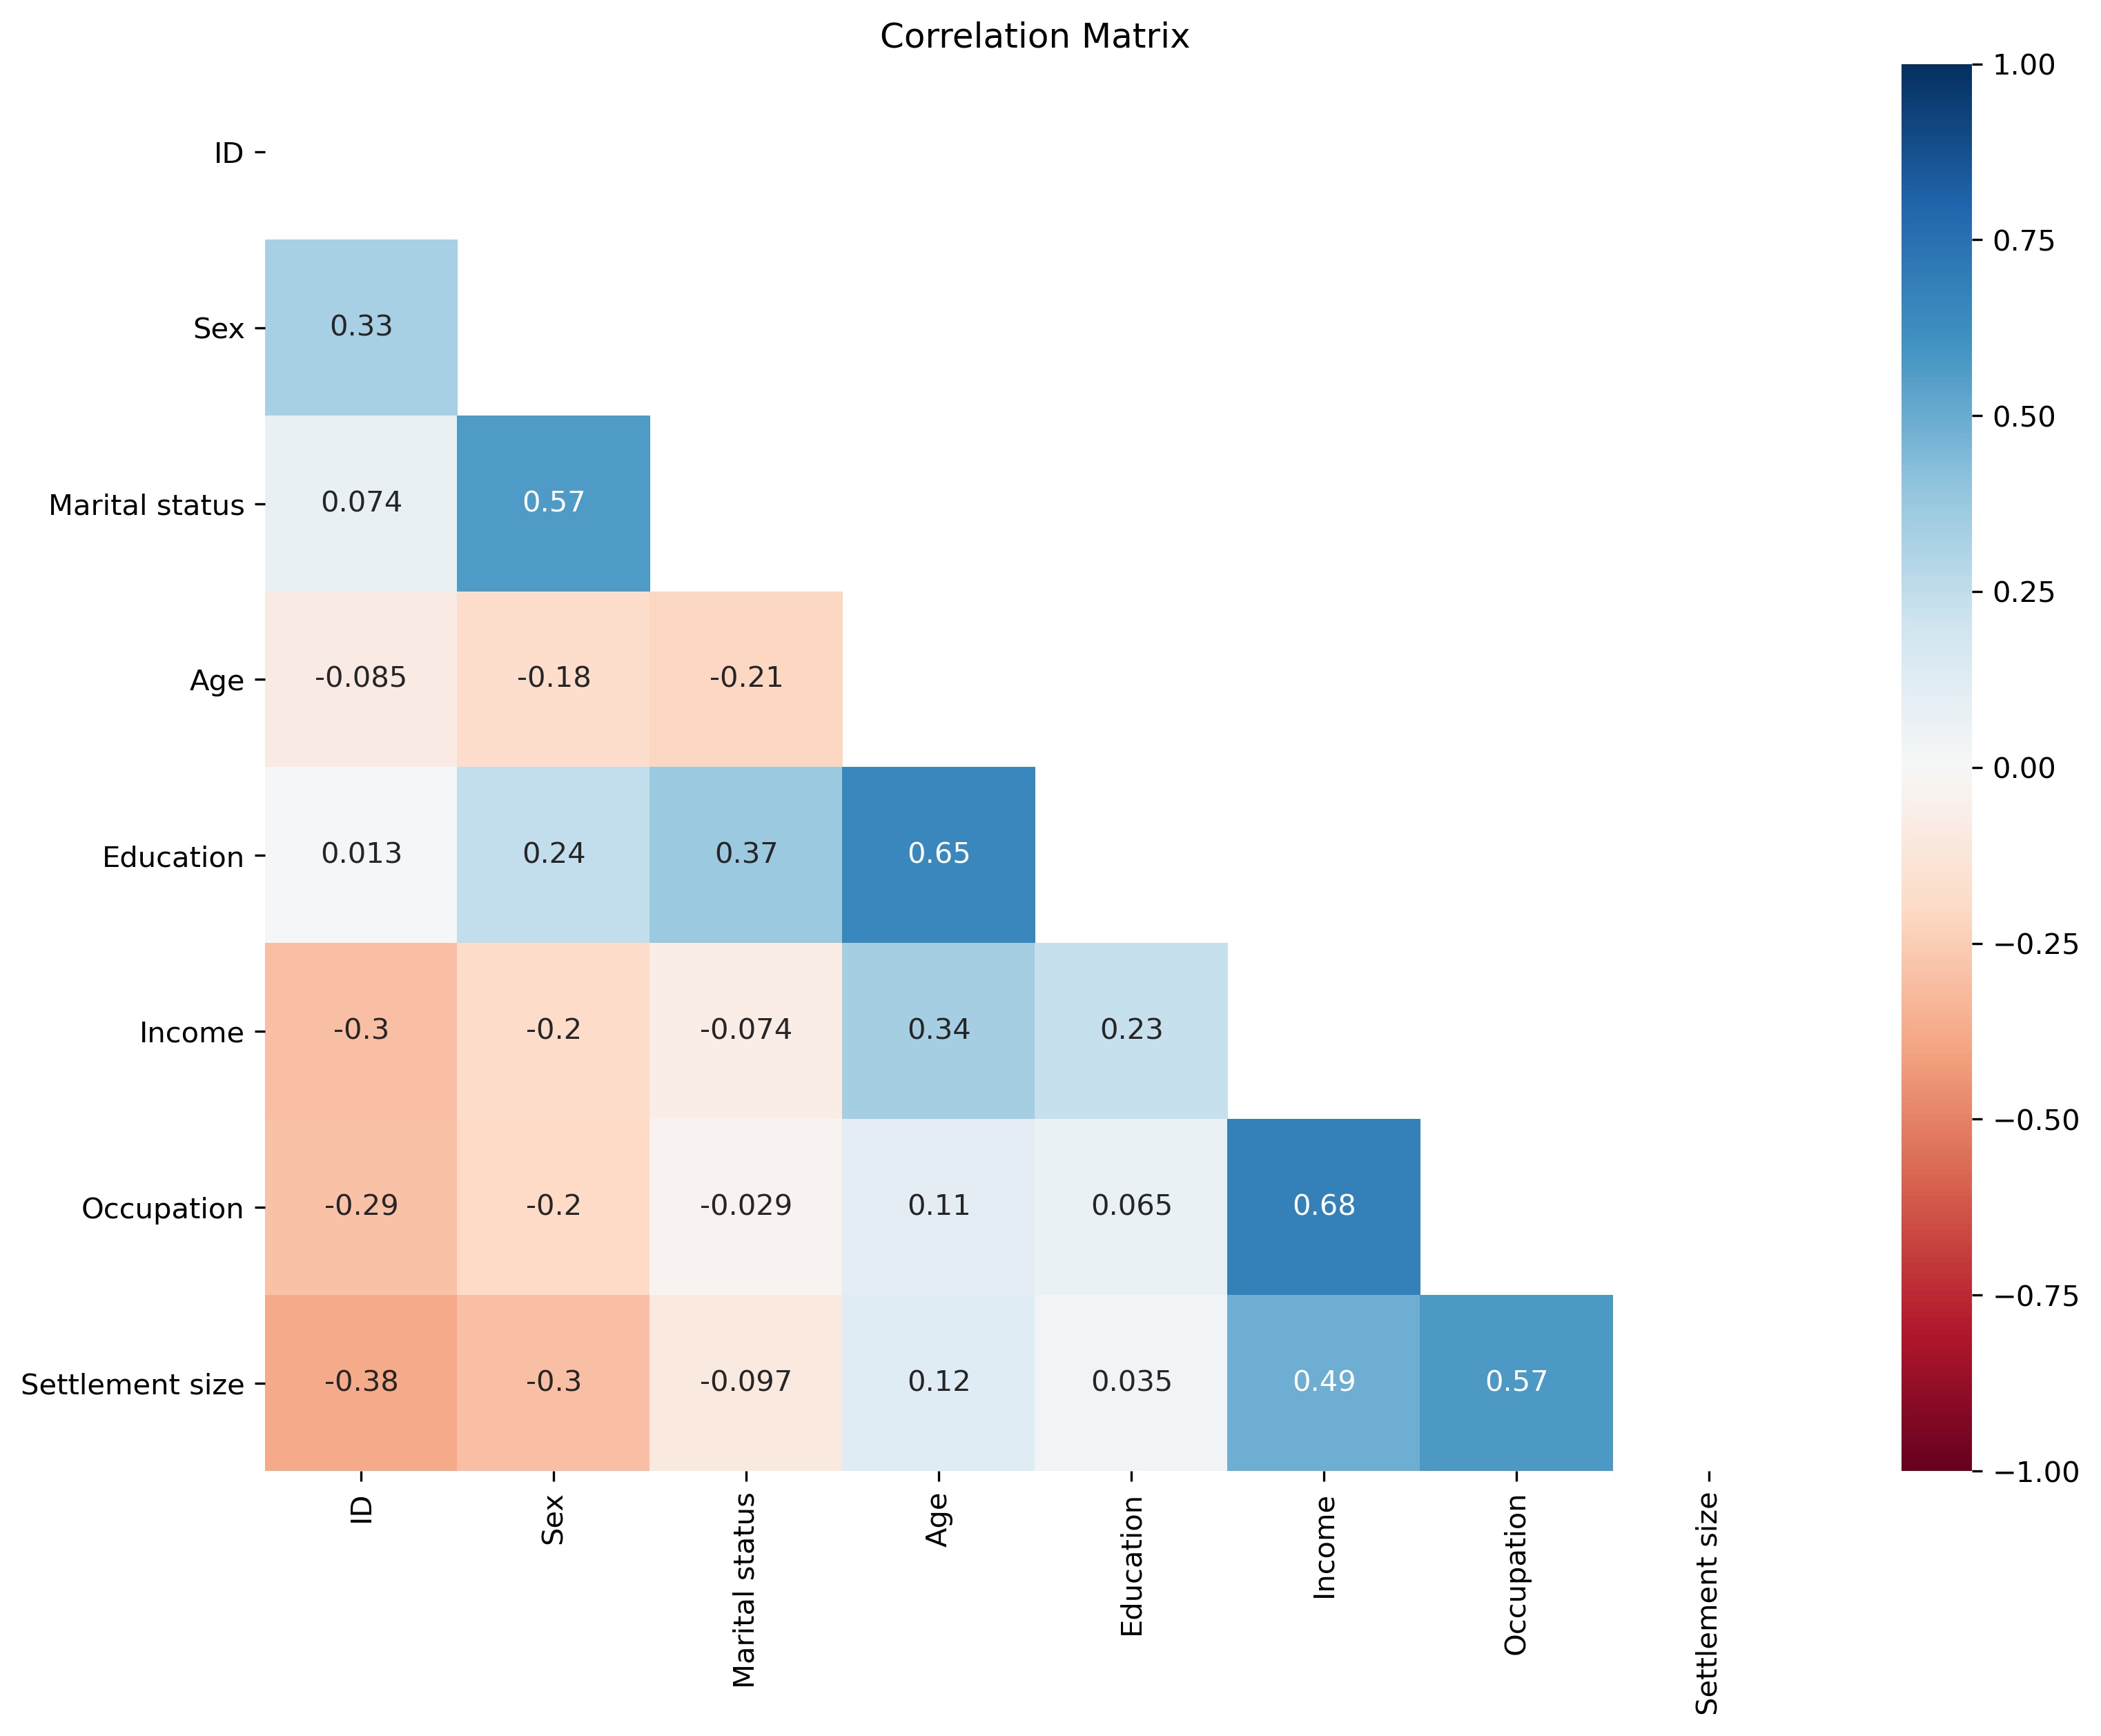 Correlation Matrix
ID
Sex 0.33
Marital status 0.074 0.57
Age -0.085 -0.18 -0.21
Education 0.013 0.24 0.37 0.65
Income -0.3 -0.2 -0.074 0.34 0.23
Occupation -0.29 -0.2 -0.029 0.11 0.065 0.68
Settlement size -0.38 -0.3 -0.097 0.12 0.035 0.49 0.57
ID
Sex
Marital status
Age
Education
Income
Occupation
Settlement size
1.00
0.75
0.50
0.25
0.00
−0.25
−0.50
−0.75
−1.00